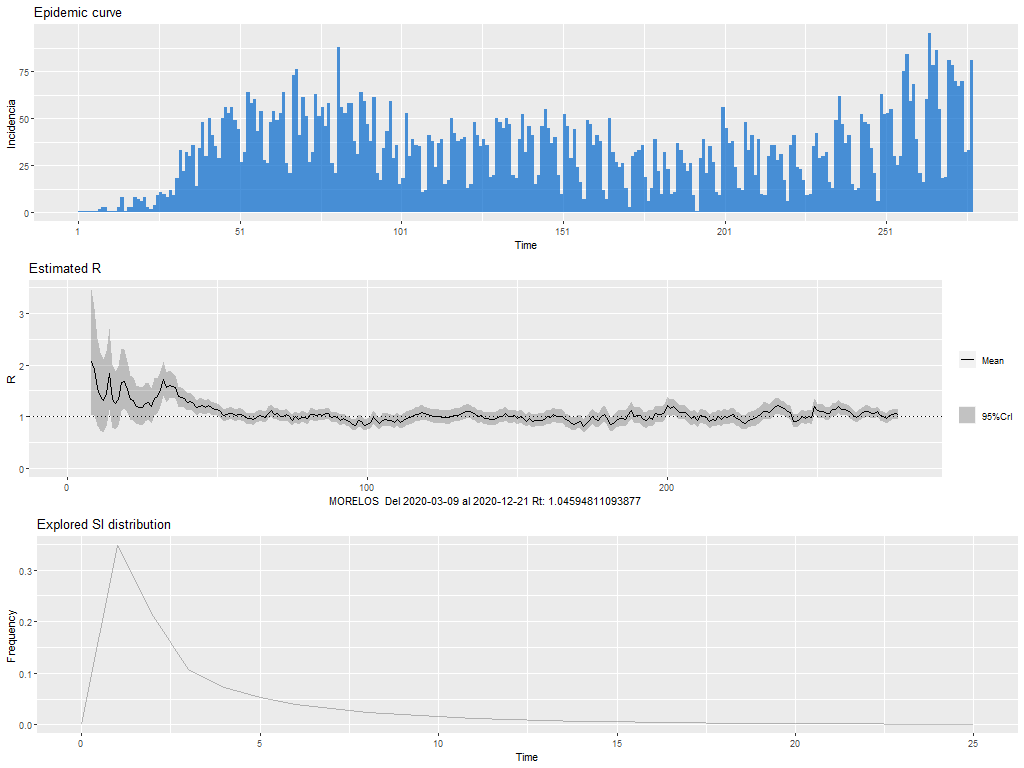 Epidemic curve
Incidencia
75
50
25
0
1
51
101
151
201
251
Time
Estimated R
R
3
2
1
0
Mean
95%CrI
0
100
200
MORELOS Del 2020-03-09 al 2020-12-21 Rt: 1.04594811093877
Explored SI distribution
Frequency
0.3
0.2
0.1
0.0
0
5
10
15
20
25
Time